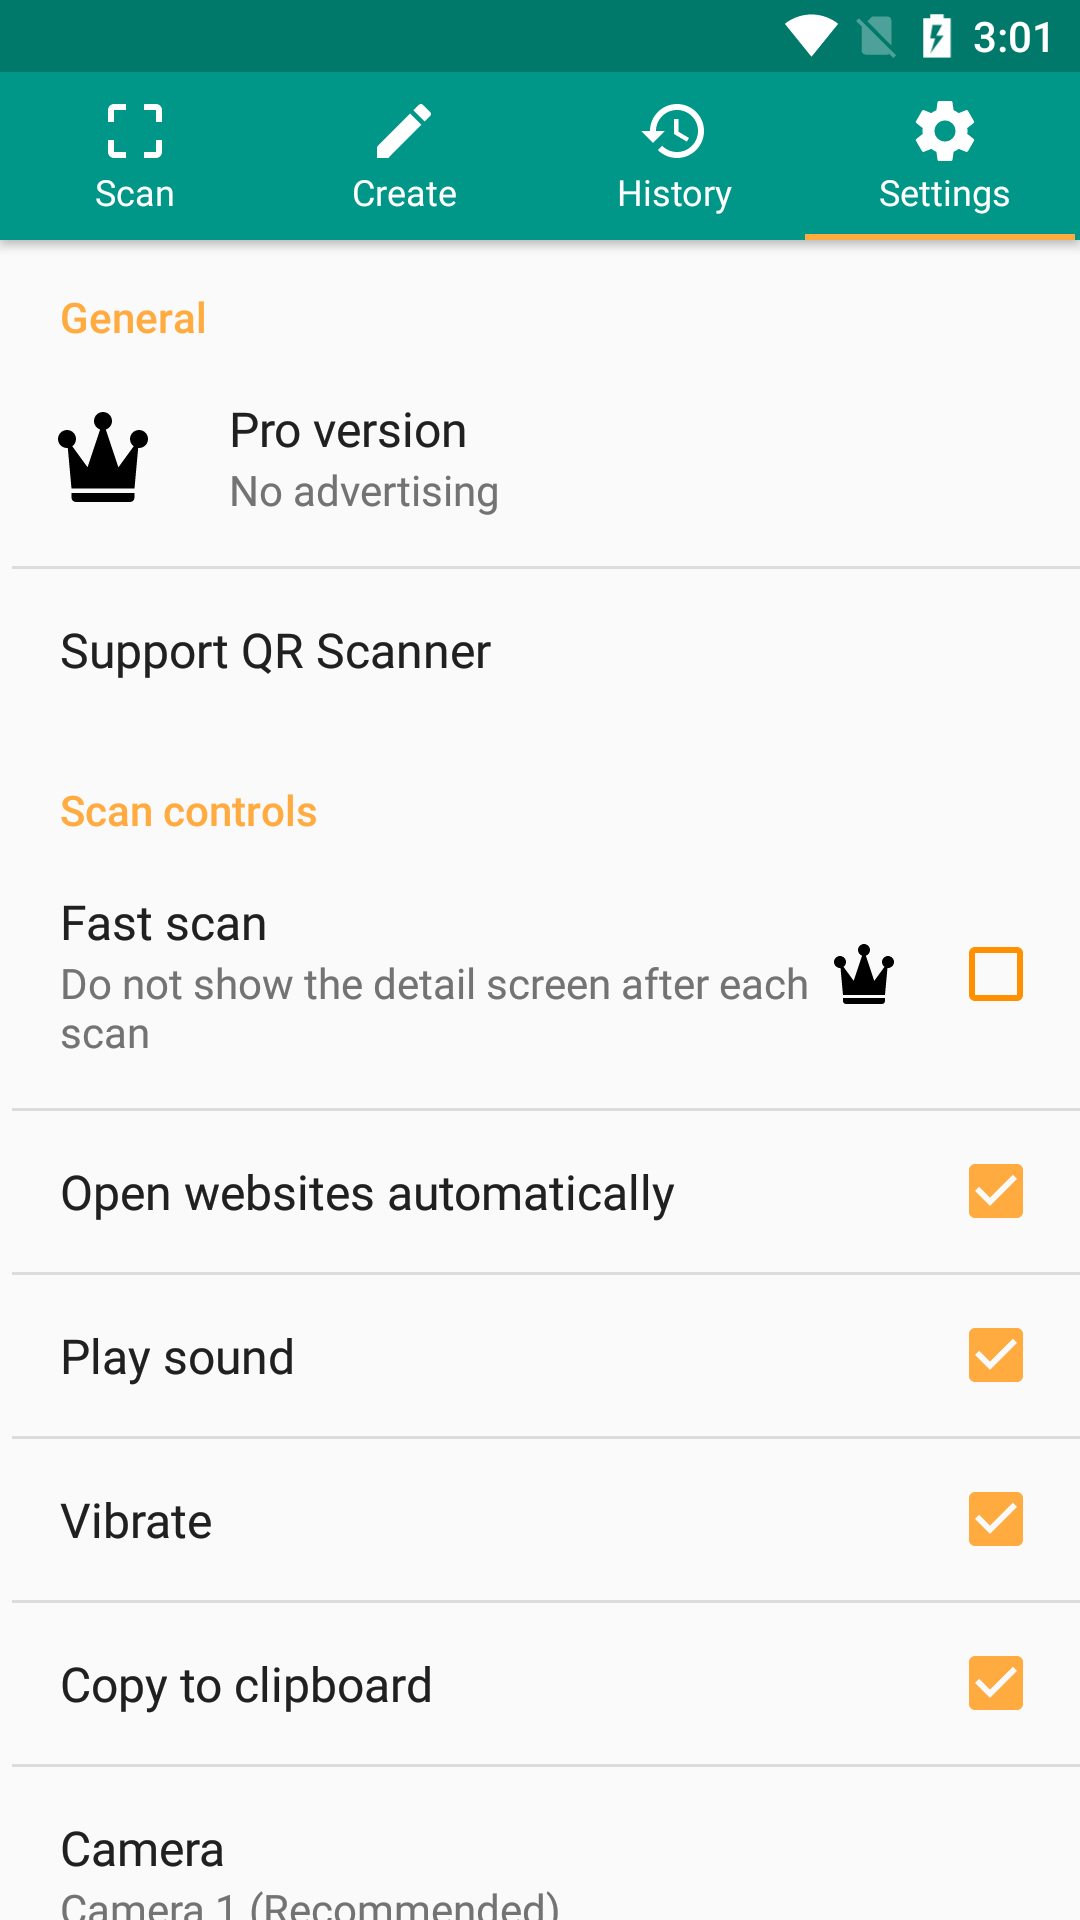 3:01
Scan
Create
History
Settings
General
Pro version
No advertising
Support QR Scanner
Scan controls
Fast scan
Do not show the detail screen after each
scan
Open websites automatically
Play sound
Vibrate
Copy to clipboard
Camera
Camera 1 (Recommended)